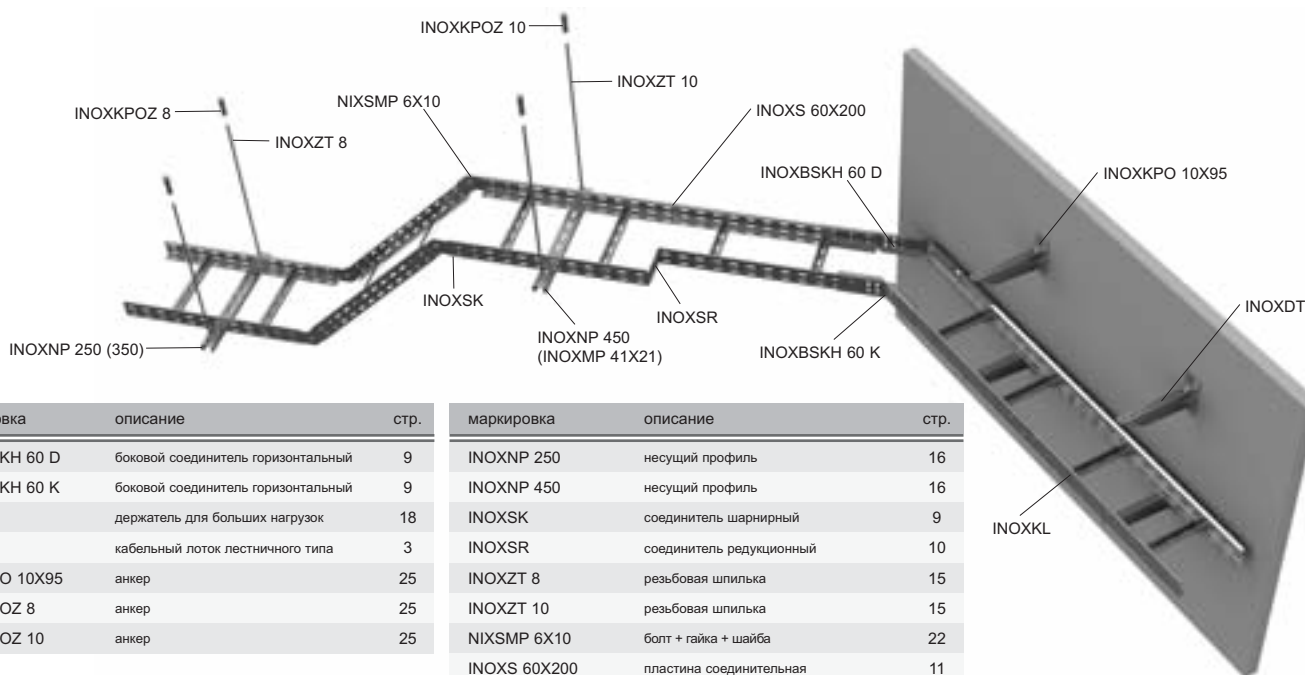 INOXKPOZ 10
INOXZT 10
INOXKPOZ 8
NIXSMP 6X10
INOXZT 8
INOXS 60X200
INOXBSKH 60 D
INOXKPO 10X95
INOXSK
INOXSR
INOXNP 450
(INOXMP 41X21)
INOXNP 250 (350)
INOXBSKH 60 K
INOXDT
INOXKL
овка описание стр.
KH 60 D боковой соединитель горизонтальный 9
KH 60 K боковой соединитель горизонтальный 9
держатель для больших нагрузок 18
кабельный лоток лестничного типа 3
O 10X95 анкер 25
OZ 8 анкер 25
OZ 10 анкер 25
маркировка описание стр.
INOXNP 250 несущий профиль 16
INOXNP 450 несущий профиль 16
INOXSK соединитель шарнирный 9
INOXSR соединитель редукционный 10
INOXZT 8 резьбовая шпилька 15
INOXZT 10 резьбовая шпилька 15
NIXSMP 6X10 болт + гайка + шайба 22
INOXS 60X200 пластина соединительная 11